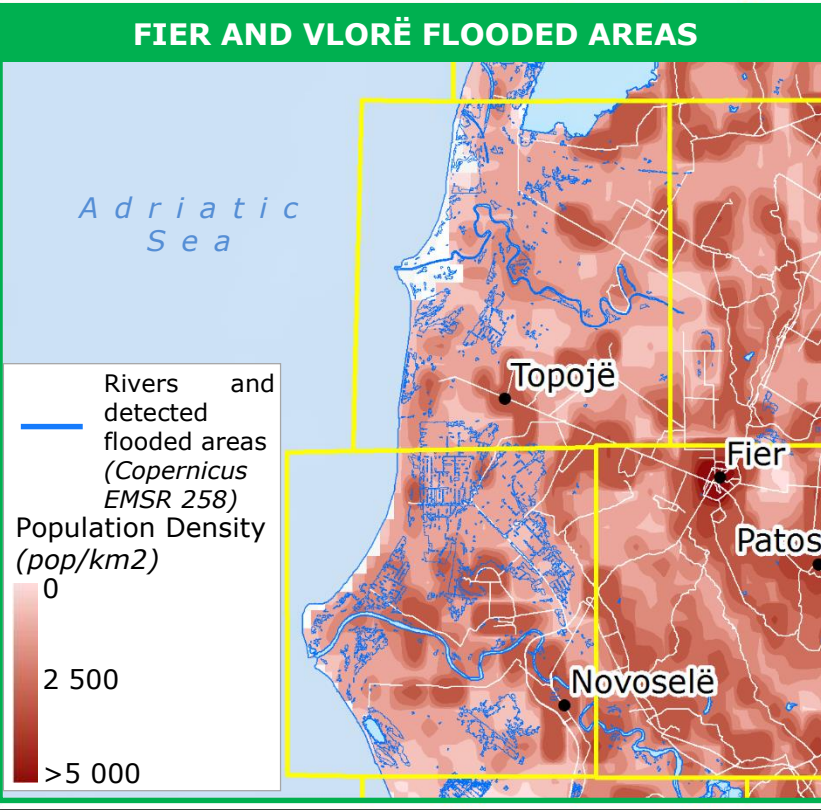 FIER AND VLORË FLOODED AREAS
Adriatic
Sea
Topojë
Fier
Patos
Novoselë
Rivers and
detected
flooded areas
(Copernicus
EMSR 258)
Population Density
(pop/km2)
0
2 500
>5 000